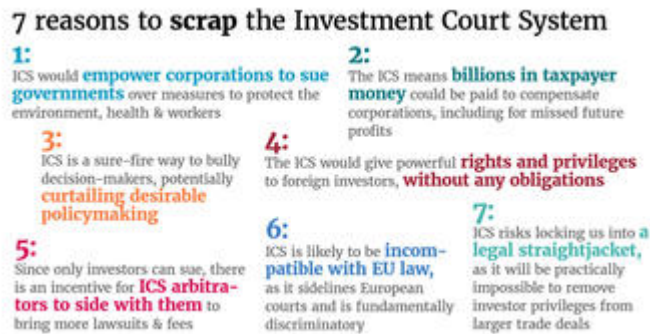 7 reasons to scrap the Investment Court System
1:
ICS would empower corporations to sue
governments over measures to protect the
environment, health & workers
2:
The ICS means billions in taxpayer
money could be paid to compensate
corporations, including for missed future
profits
3:
ICS is a sure-fire way to bully
decision-makers, potentially
curtailing desirable
policymaking
4:
The ICS would give powerful rights and privileges
to foreign investors, without any obligations
5:
Since only investors can sue, there
is an incentive for ICS arbitra-
tors to side with them to
bring more lawsuits & fees
6:
ICS is likely to be incom-
patible with EU law,
as it sidelines European
courts and is fundamentally
discriminatory
7:
ICS risks locking us into a
legal straightjacket,
as it will be practically
impossible to remove
investor privileges from
larger trade deals